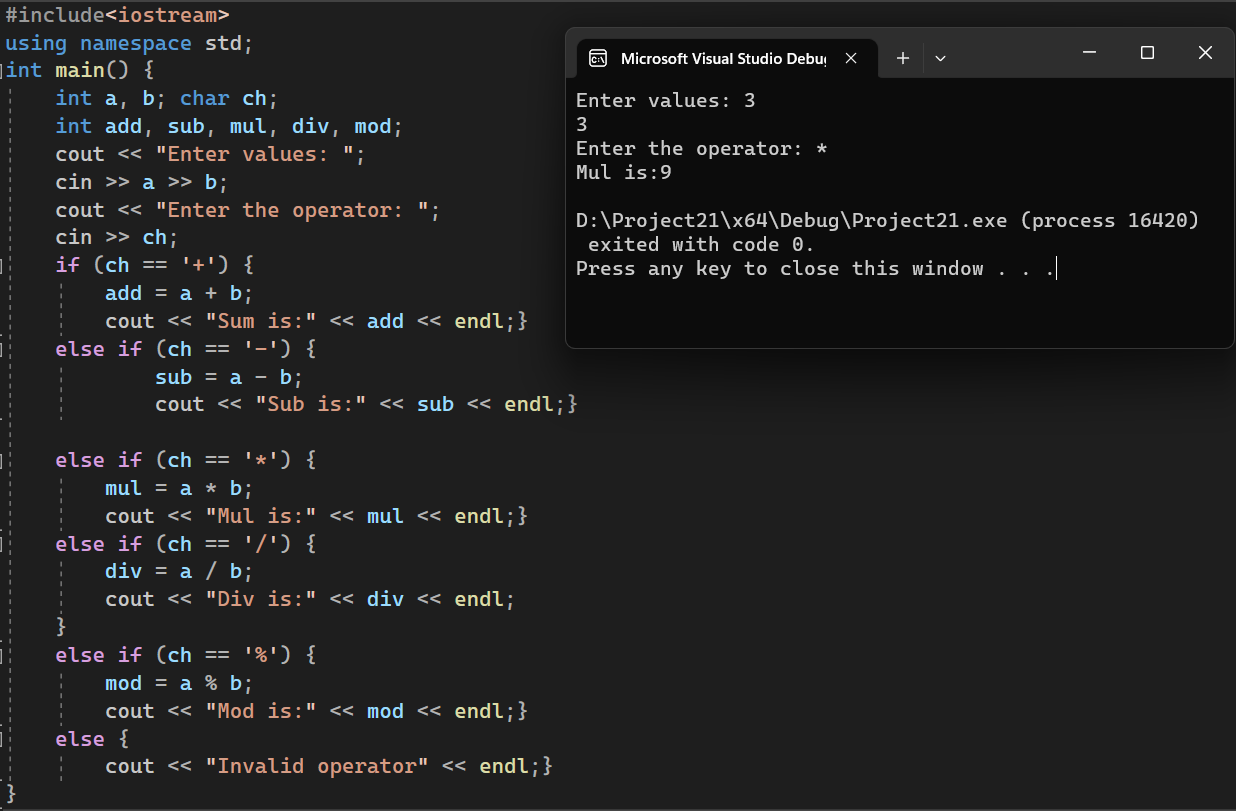 #include<iostream>
using namespace std;
int main() {
    int a, b; char ch;
    int add, sub, mul, div, mod;
    cout << "Enter values: ";
    cin >> a >> b;
    cout << "Enter the operator: ";
    cin >> ch;
    if (ch == '+') {
        add = a + b;
        cout << "Sum is:" << add << endl;}
    else if (ch == '-') {
            sub = a - b;
            cout << "Sub is:" << sub << endl;}

    else if (ch == '*') {
        mul = a * b;
        cout << "Mul is:" << mul << endl;}
    else if (ch == '/') {
        div = a / b;
        cout << "Div is:" << div << endl;
    }
    else if (ch == '%') {
        mod = a % b;
        cout << "Mod is:" << mod << endl;}
    else {
        cout << "Invalid operator" << endl;}
}
Microsoft Visual Studio Debu
Enter values: 3
3
Enter the operator: *
Mul is:9

D:\Project21\x64\Debug\Project21.exe (process 16420)
 exited with code 0.
Press any key to close this window . . .